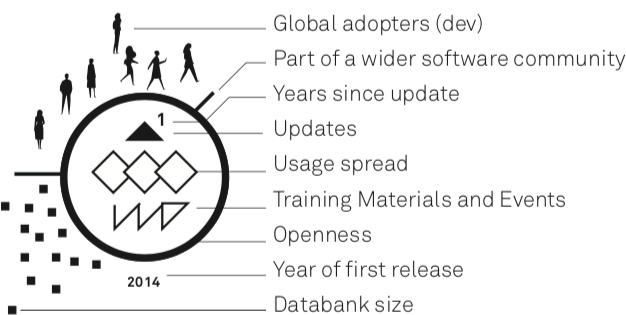 Global adopters (dev)
Part of a wider software community
Years since update
1
Updates
Usage spread
Training Materials and Events
Openness
2014
Year of first release
Databank size